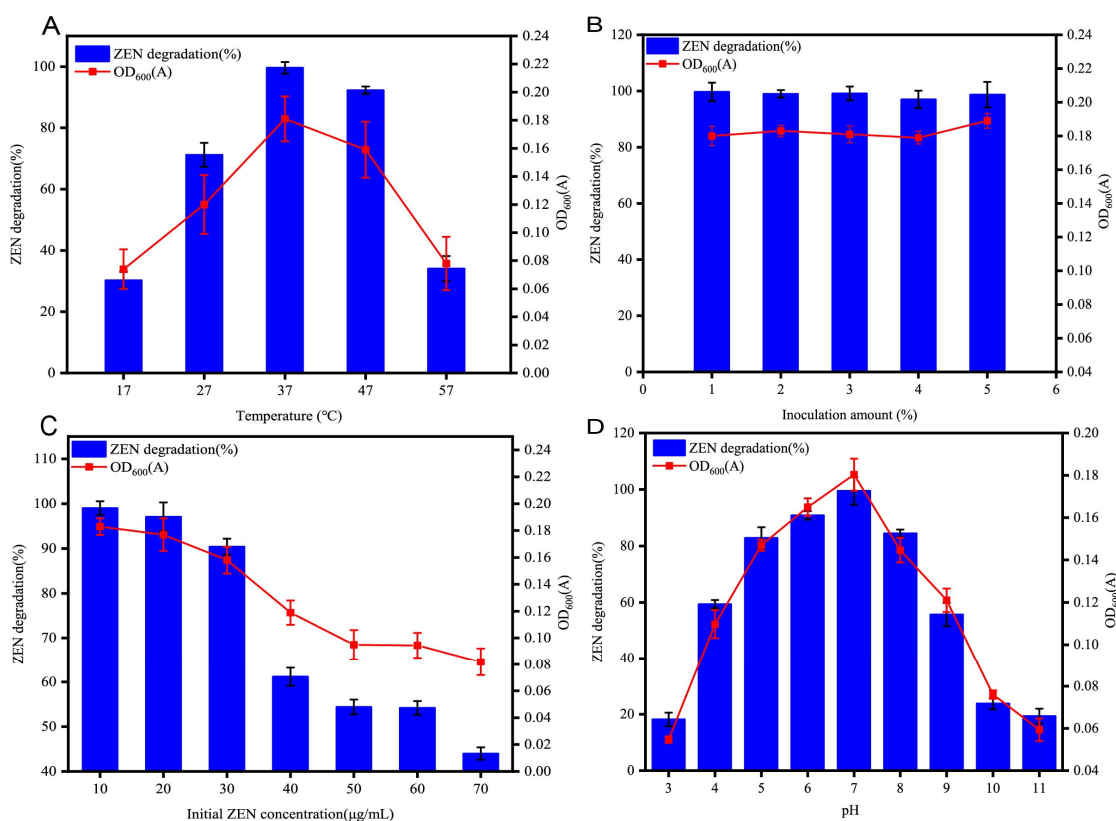 A
ZEN degradation(%)
OD600(A)
ZEN degradation(%)
0
20
40
60
80
100
0.00
0.02
0.04
0.06
0.08
0.10
0.12
0.14
0.16
0.18
0.20
0.22
0.24
OD600(A)
17 27 37 47 57
Temperature (°C)
B
ZEN degradation(%)
OD600(A)
ZEN degradation(%)
0
20
40
60
80
100
120
0.04
0.06
0.08
0.10
0.12
0.14
0.16
0.18
0.20
0.22
0.24
OD600(A)
0 1 2 3 4 5 6
Inoculation amount (%)
C
ZEN degradation(%)
OD600(A)
ZEN degradation(%)
40
50
60
70
80
90
100
110
0.00
0.02
0.04
0.06
0.08
0.10
0.12
0.14
0.16
0.18
0.20
0.22
0.24
OD600(A)
10 20 30 40 50 60 70
Initial ZEN concentration(μg/mL)
D
ZEN degradation(%)
OD600(A)
ZEN degradation(%)
0
20
40
60
80
100
120
0.04
0.06
0.08
0.10
0.12
0.14
0.16
0.18
0.20
OD600(A)
3 4 5 6 7 8 9 10 11
pH